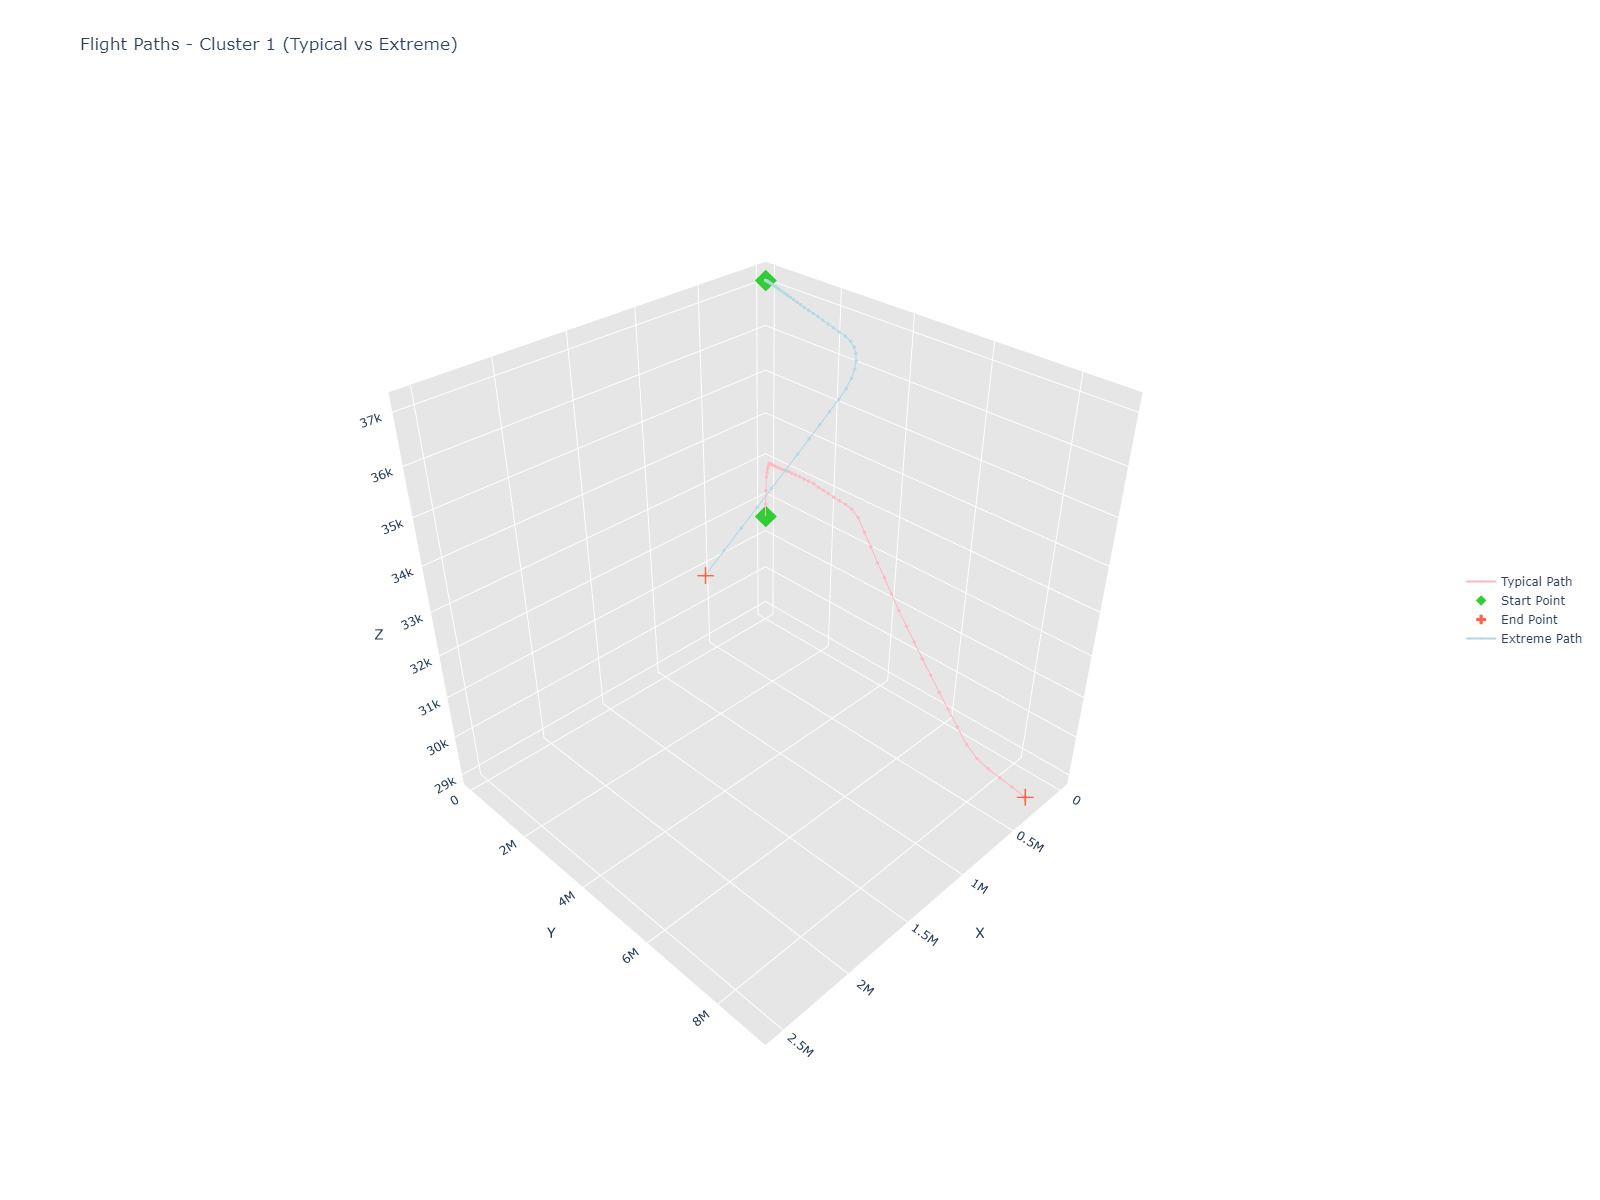 Flight Paths - Cluster 1 (Typical vs Extreme)
37k
36k
35k
34k
33k
32k
31k
30k
29k
Z
0
2M
4M
6M
8M
Y
0
0.5M
1M
1.5M
2M
2.5M
X
Typical Path
Start Point
End Point
Extreme Path